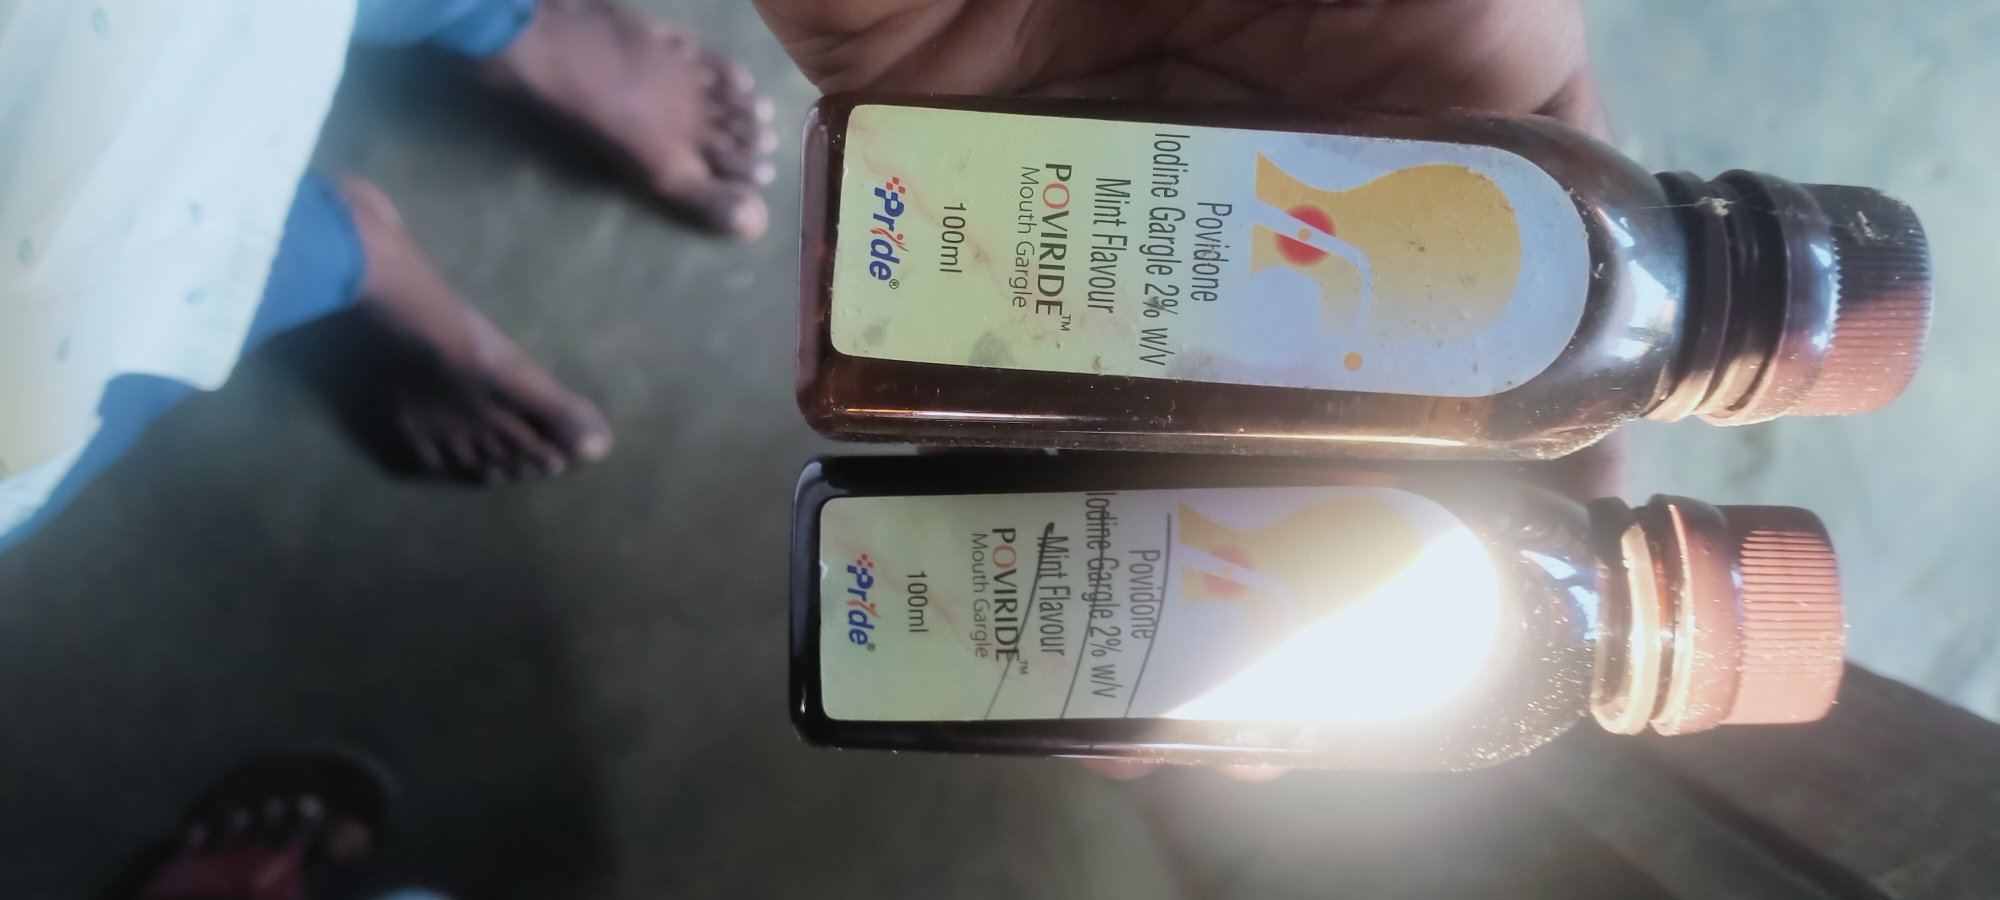 Povidone
Iodine Gargle 2% w/v
Mint Flavour
POVIRIDE™
Mouth Gargle
100ml
Pride®
Povidone
Iodine Gargle 2% w/v
Mint Flavour
POVIRIDE™
Mouth Gargle
100ml
Pride®